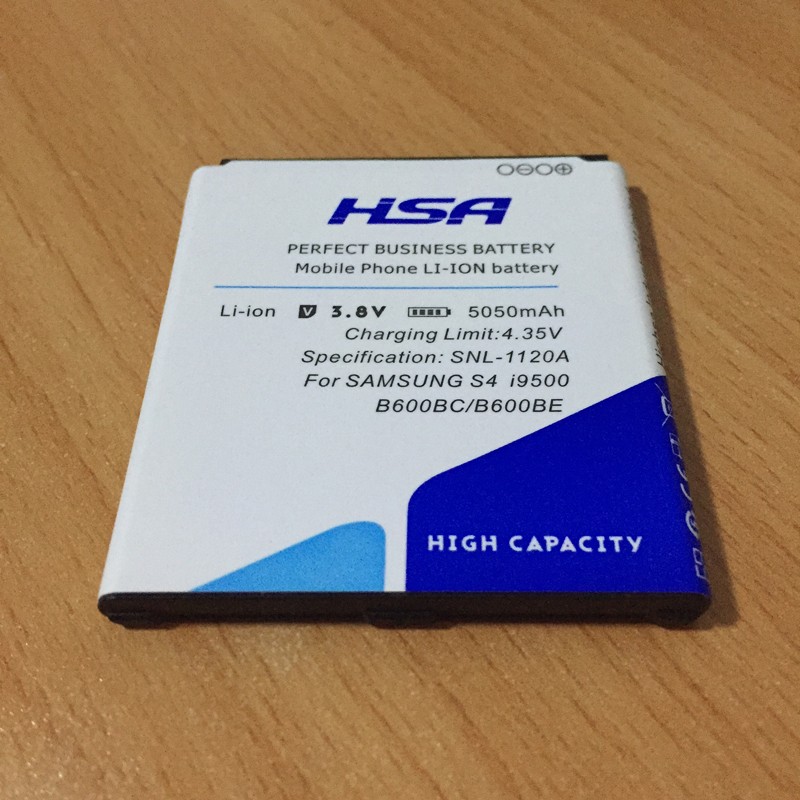 HSA
PERFECT BUSINESS BATTERY
Mobile Phone LI-ION battery
Li-ion V 3.8V 5050mAh
Charging Limit:4.35V
Specification: SNL-1120A
For SAMSUNG S4 i9500
B600BC/B600BE
HIGH CAPACITY